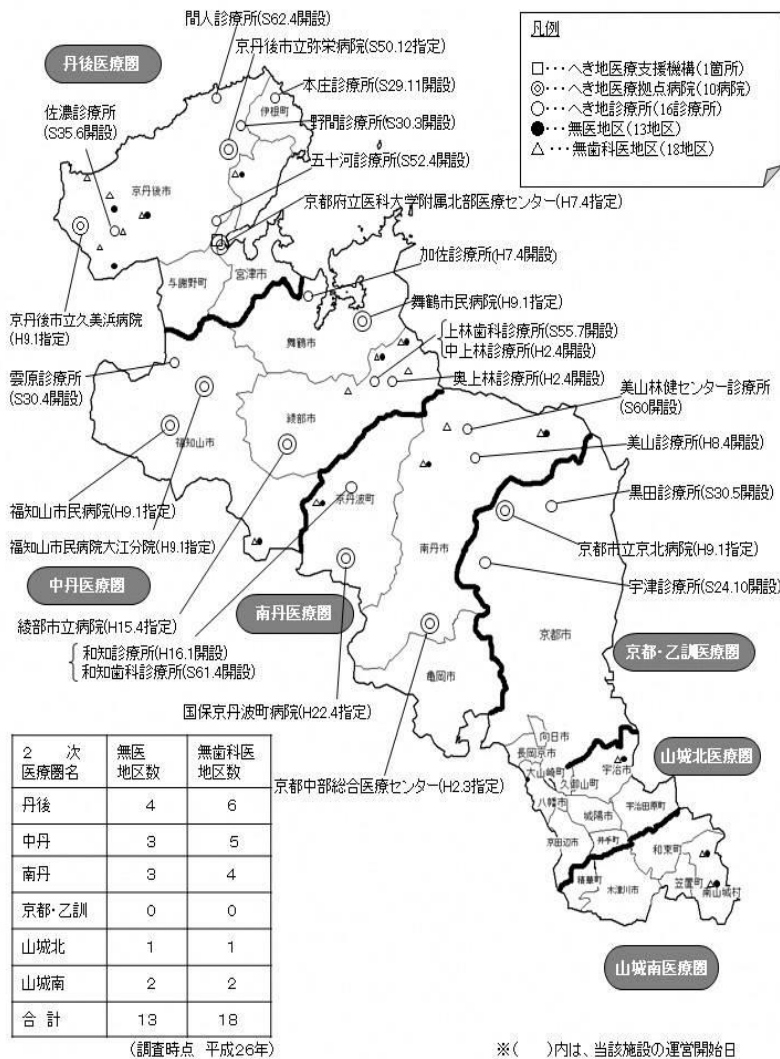 間人診療所(S62.4開設)
京丹後市立弥栄病院(S50.12指定)
丹後医療圏
本庄診療所(S29.11開設)
伊根町
佐濃診療所
(S35.6開設)
野間診療所(S30.3開設)
五十河診療所(S52.4開設)
京丹後市
京都府立医科大学附属北部医療センター(H7.4指定)
凡例
□・・・へき地医療支援機構(1箇所)
◎・・・へき地医療拠点病院(10病院)
○・・・へき地診療所(16診療所)
●・・・無医地区(13地区)
△・・・無歯科医地区(18地区)
加佐診療所(H7.4開設)
与謝野町
宮津市
京丹後市立久美浜病院
(H9.1指定)
舞鶴市民病院(H9.1指定)
舞鶴市
上林歯科診療所(S55.7開設)
中上林診療所(H2.4開設)
奥上林診療所(H2.4開設)
雲原診療所
(S30.4開設)
美山林健センター診療所
(S60開設)
綾部市
福知山市
美山診療所(H8.4開設)
黒田診療所(S30.5開設)
京丹波町
南丹市
福知山市民病院(H9.1指定)
福知山市民病院大江分院(H9.1指定)
京都市立京北病院(H9.1指定)
宇津診療所(S24.10開設)
中丹医療圏
南丹医療圏
綾部市立病院(H15.4指定)
和知診療所(H16.1開設)
和知歯科診療所(S61.4開設)
京都市
京都・乙訓医療圏
亀岡市
国保京丹波町病院(H22.4指定)
京都中部総合医療センター(H2.3指定)
向日市
長岡京市
大山崎町
久御山町
宇治市
山城北医療圏
八幡市
城陽市
宇治田原町
京田辺市
井手町
和束町
精華町
木津川市
笠置町
南山城村
山城南医療圏
2 次医療圏名 無医地区数 無歯科医地区数
丹後 4 6
中丹 3 5
南丹 3 4
京都・乙訓 0 0
山城北 1 1
山城南 2 2
合 計 13 18
(調査時点 平成26年)
※( )内は、当該施設の運営開始日